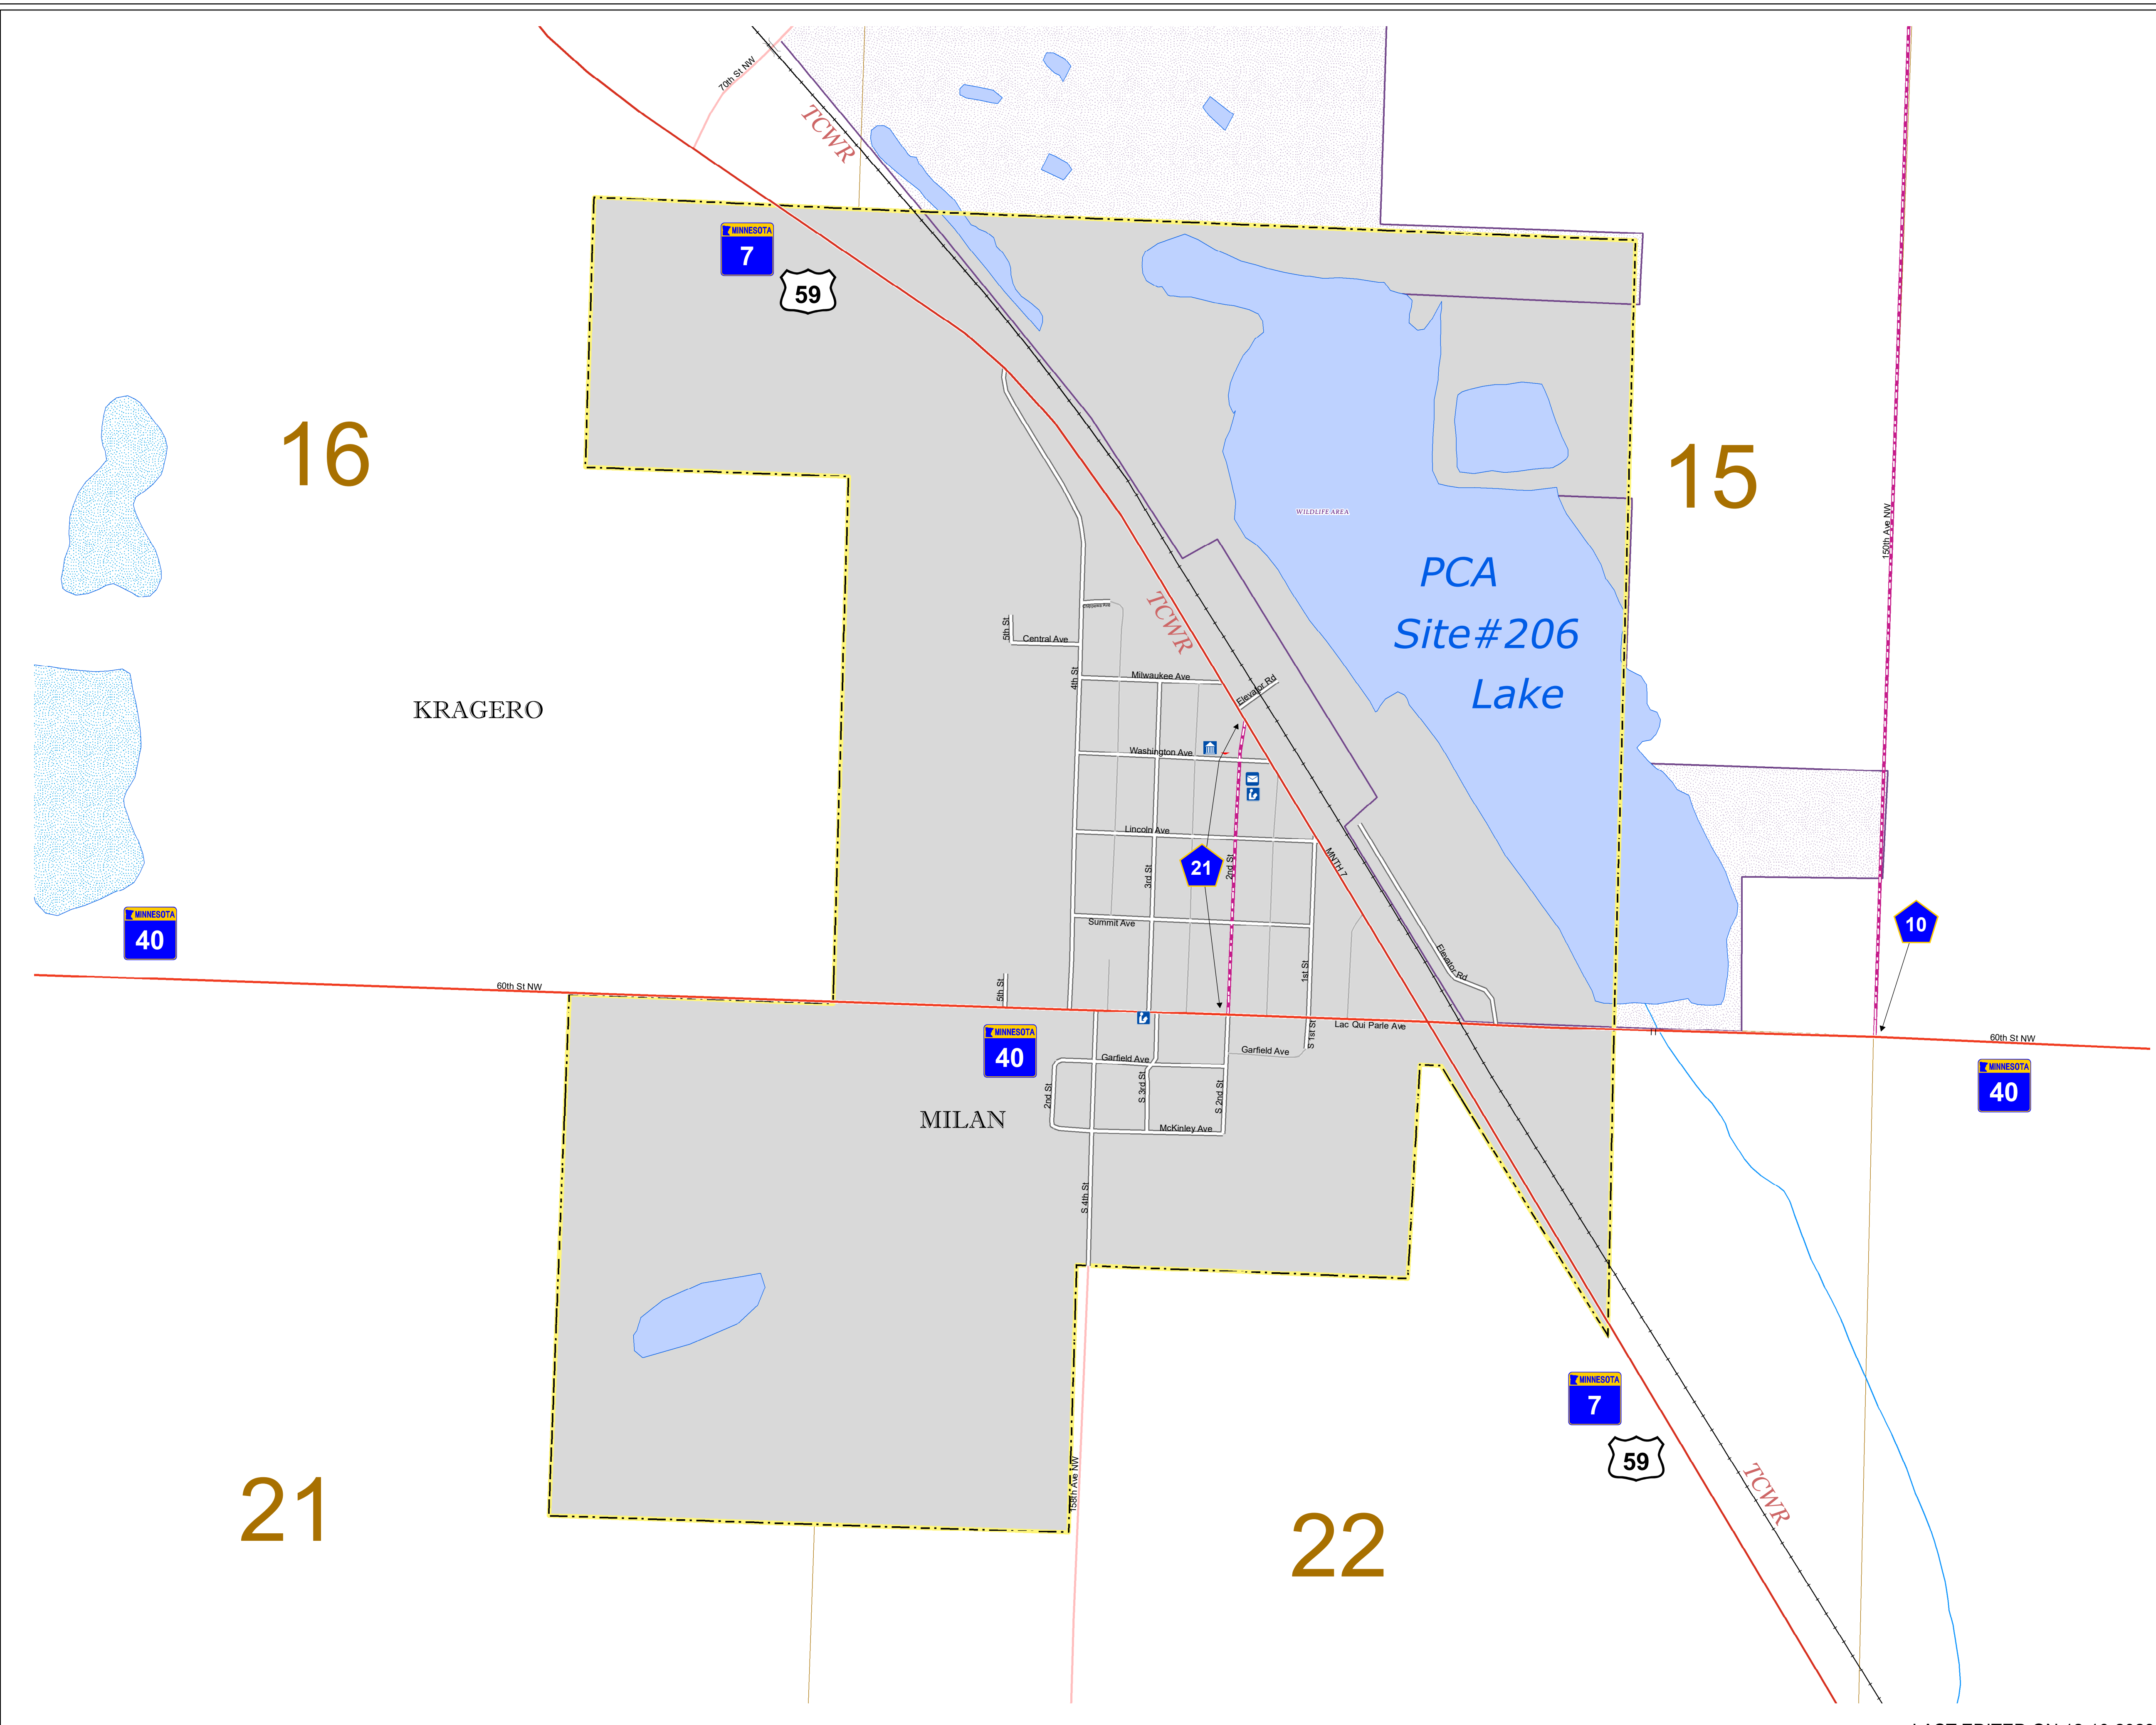 70th St NW
TCWR
MINNESOTA
7
59
16
15
150th Ave NW
WILDLIFE AREA
PCA
Site#206
Lake
TCWR
5th St
Central Ave
4th St
Milwaukee Ave
Elevator Rd
KRAGERO
Washington Ave
Lincoln Ave
3rd St
21
2nd St
MNTH 7
Summit Ave
MINNESOTA
40
10
Elevator Rd
1st St
5th St
60th St NW
Lac Qui Parle Ave
S 1st St
60th St NW
MINNESOTA
40
Garfield Ave
Garfield Ave
MINNESOTA
40
2nd St
S 3rd St
S 2nd St
MILAN
McKinley Ave
S 4th St
MINNESOTA
7
59
158th Ave NW
TCWR
21
22